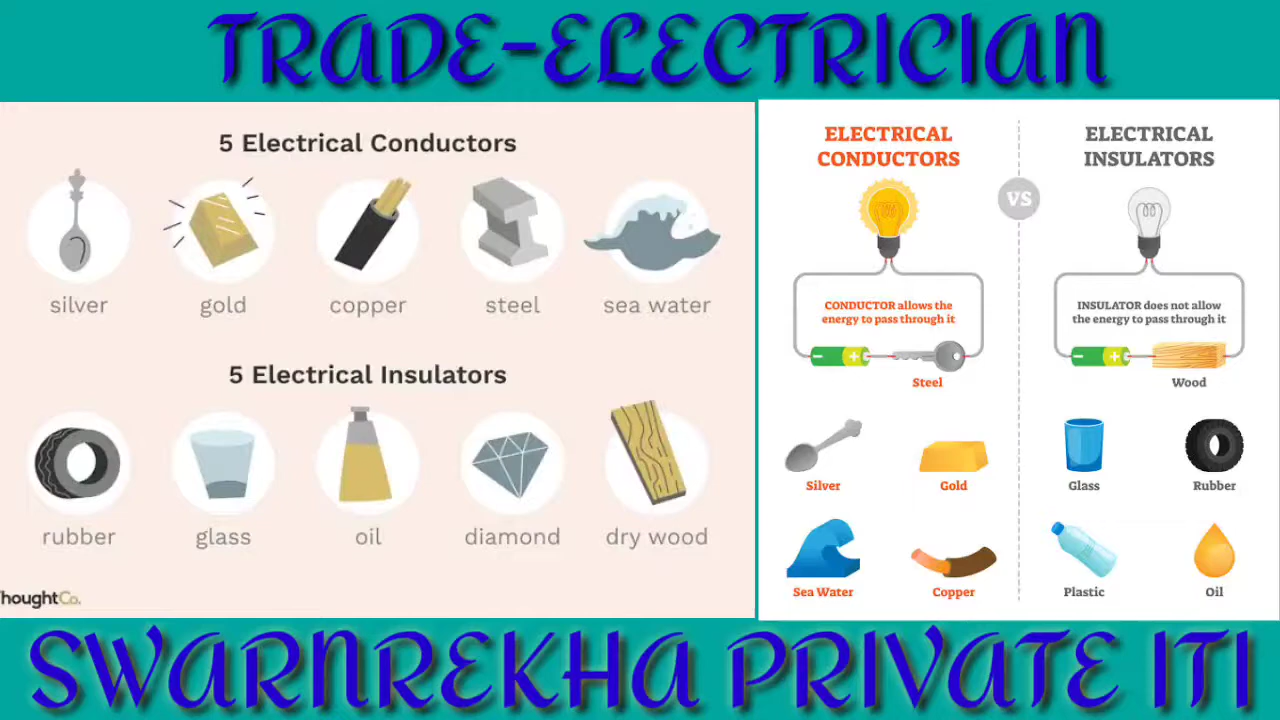 TRADE-ELECTRICIAN
5 Electrical Conductors
silver
gold
copper
steel
sea water
5 Electrical Insulators
rubber
glass
oil
diamond
dry wood
houghtCo.
ELECTRICAL
CONDUCTORS
VS
ELECTRICAL
INSULATORS
CONDUCTOR allows the
energy to pass through it
- +
Steel
INSULATOR does not allow
the energy to pass through it
- +
Wood
Silver
Gold
Glass
Rubber
Sea Water
Copper
Plastic
Oil
SWARNREKHA PRIVATE ITI